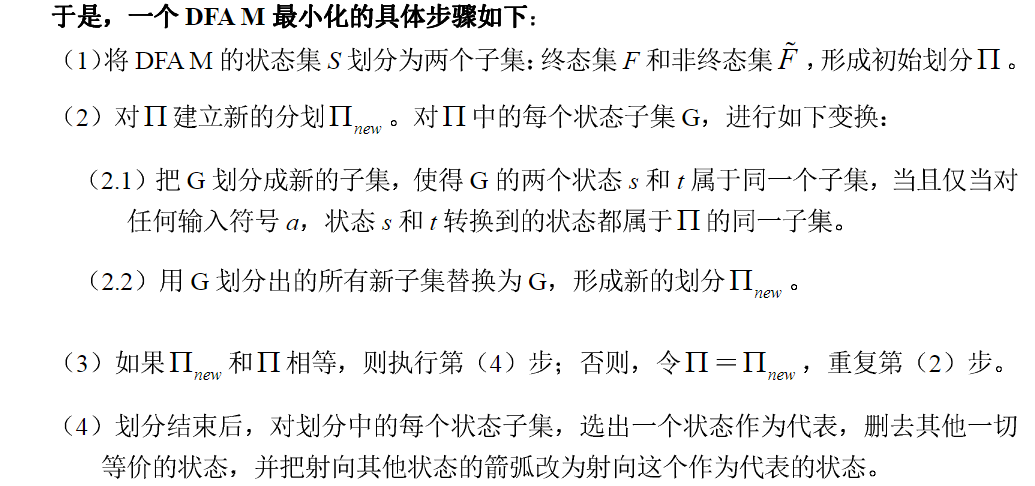 于是，一个 DFA M 最小化的具体步骤如下：
（1)将 DFA M 的状态集 S 划分为两个子集：终态集 F 和非终态集 F̃ ，形成初始划分∏ 。
（2）对∏ 建立新的分划∏new 。对∏ 中的每个状态子集 G，进行如下变换：
（2.1）把 G 划分成新的子集，使得 G 的两个状态 s 和 t 属于同一个子集，当且仅当对
任何输入符号 a，状态 s 和 t 转换到的状态都属于∏ 的同一子集。
（2.2）用 G 划分出的所有新子集替换为 G，形成新的划分∏new 。
（3）如果∏new 和∏ 相等，则执行第（4）步；否则，令∏＝∏new ，重复第（2）步。
（4）划分结束后，对划分中的每个状态子集，选出一个状态作为代表，删去其他一切
等价的状态，并把射向其他状态的箭弧改为射向这个作为代表的状态。